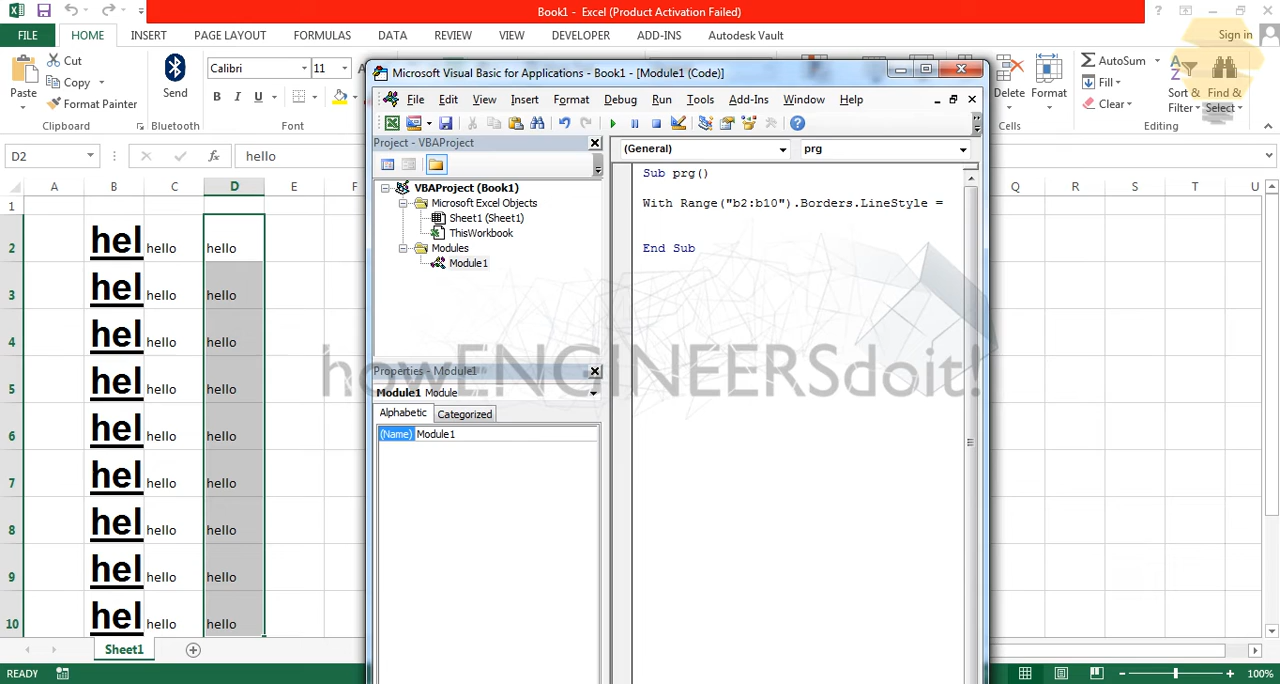 Book1 - Excel (Product Activation Failed)
FILE HOME INSERT PAGE LAYOUT FORMULAS DATA REVIEW VIEW DEVELOPER ADD-INS Autodesk Vault Sign in
Paste
Cut
Copy
Format Painter
Clipboard
Send
Bluetooth
Calibri 11 A
B I U
Font
Delete Format
Cells
AutoSum
Fill
Clear
Sort & Filter
Find & Select
Editing
D2 fx hello
A B C D E F Q R S T U
1
2 hel hello hello
3 hel hello hello
4 hel hello hello
5 hel hello hello
6 hel hello hello
7 hel hello hello
8 hel hello hello
9 hel hello hello
10 hel hello hello
Sheet1
READY 100%
Microsoft Visual Basic for Applications - Book1 - [Module1 (Code)]
File Edit View Insert Format Debug Run Tools Add-Ins Window Help
Project - VBAProject
VBAProject (Book1)
Microsoft Excel Objects
Sheet1 (Sheet1)
ThisWorkbook
Modules
Module1
Properties - Module1
Module1 Module
Alphabetic Categorized
(Name) Module1
(General) prg
Sub prg()
With Range("b2:b10").Borders.LineStyle =
End Sub
howENGINEERSdoit!